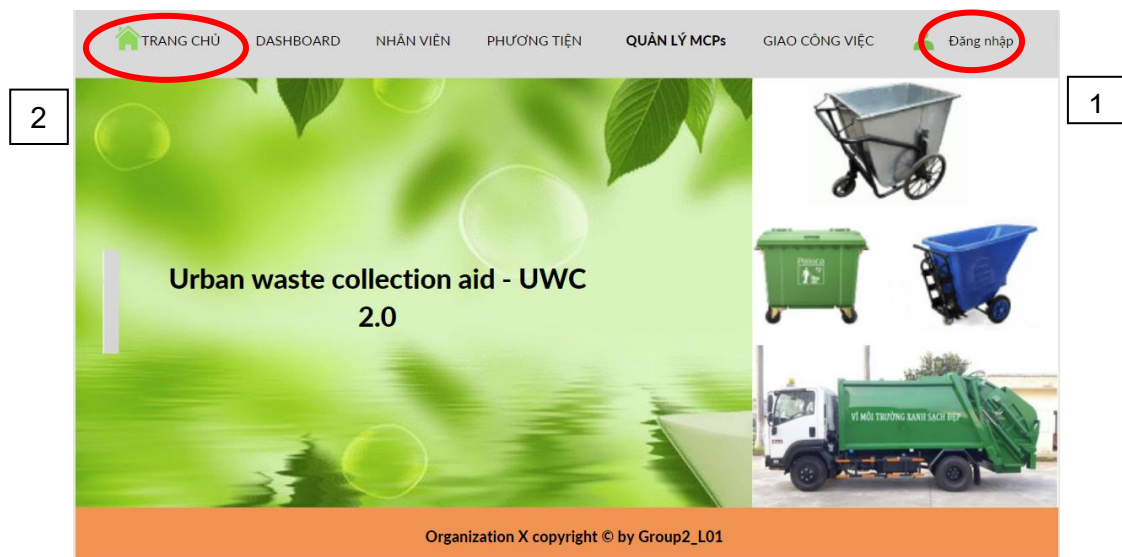 TRANG CHỦ DASHBOARD NHÂN VIÊN PHƯƠNG TIỆN QUẢN LÝ MCPs GIAO CÔNG VIỆC Đăng nhập
2
1
Urban waste collection aid - UWC
2.0
VÌ MÔI TRƯỜNG XANH SẠCH ĐẸP
Organization X copyright © by Group2_L01